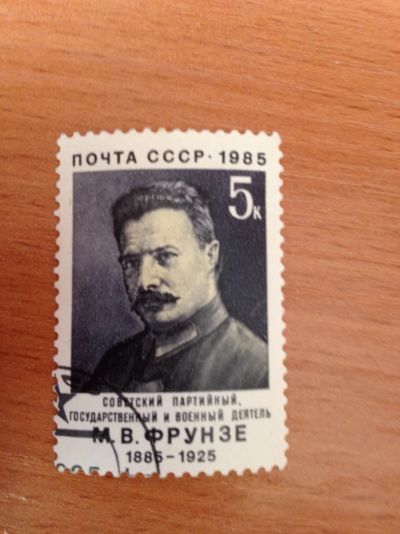 ПОЧТА СССР·1985
5к
СОВЕТСКИЙ ПАРТИЙНЫЙ,
ГОСУДАРСТВЕННЫЙ И ВОЕННЫЙ ДЕЯТЕЛЬ
М.В.ФРУНЗЕ
1885–1925